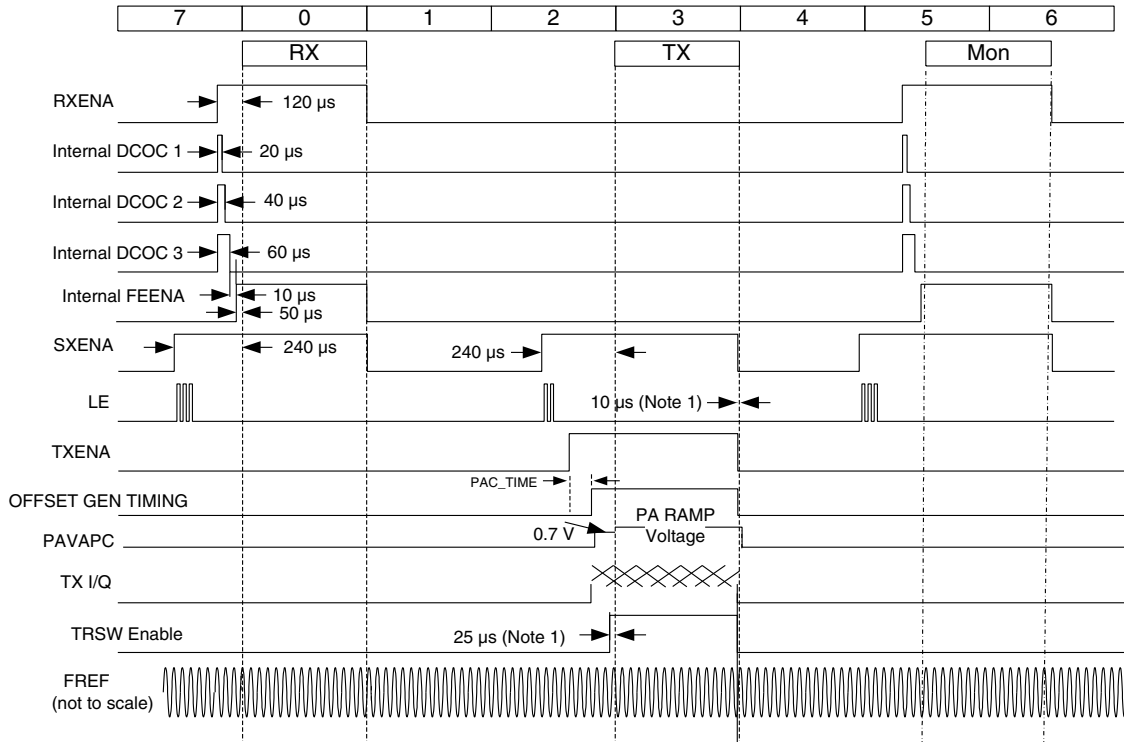 7 0 1 2 3 4 5 6
RX TX Mon
RXENA 120 µs
Internal DCOC 1 20 µs
Internal DCOC 2 40 µs
Internal DCOC 3 60 µs
Internal FEENA 10 µs
50 µs
SXENA 240 µs 240 µs
LE 10 µs (Note 1)
TXENA
PAC_TIME
OFFSET GEN TIMING
PA RAMP
0.7 V Voltage
PAVAPC
TX I/Q
TRSW Enable 25 µs (Note 1)
FREF
(not to scale)